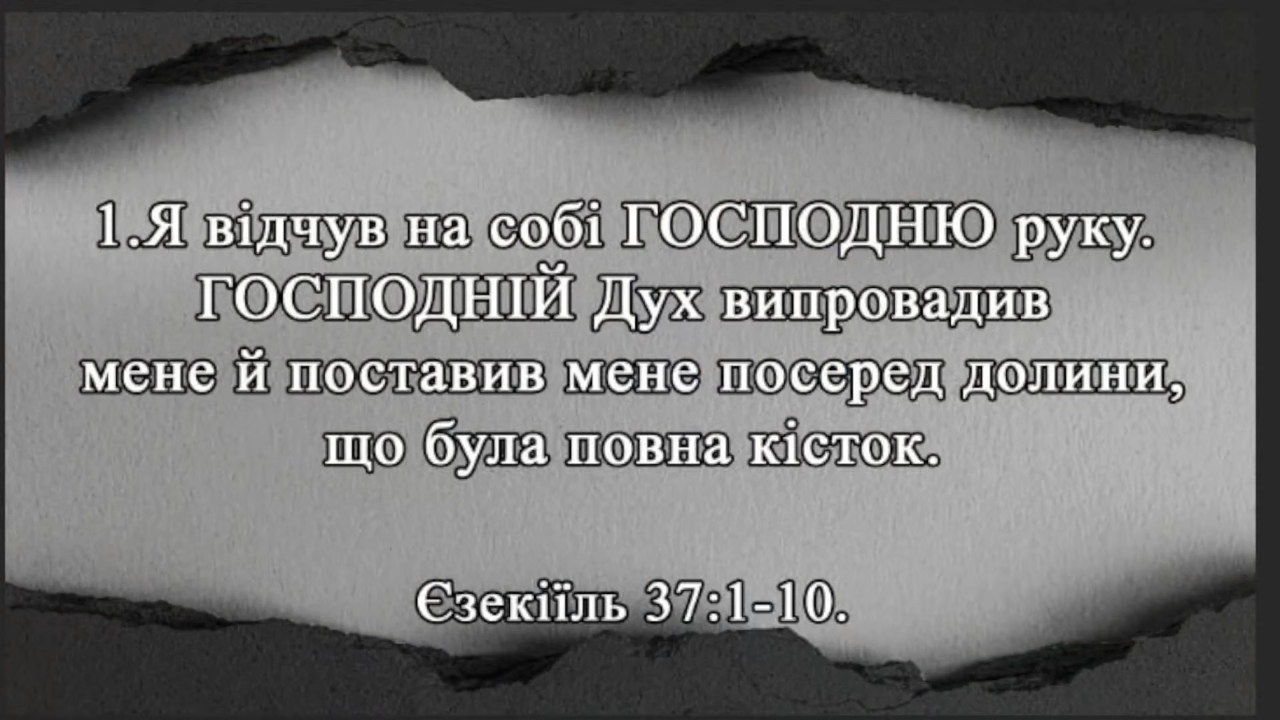 1.Я відчув на собі ГОСПОДНЮ руку.
ГОСПОДНІЙ Дух випровадив
мене й поставив мене посеред долини,
що була повна кісток.
Єзекіїль 37:1-10.